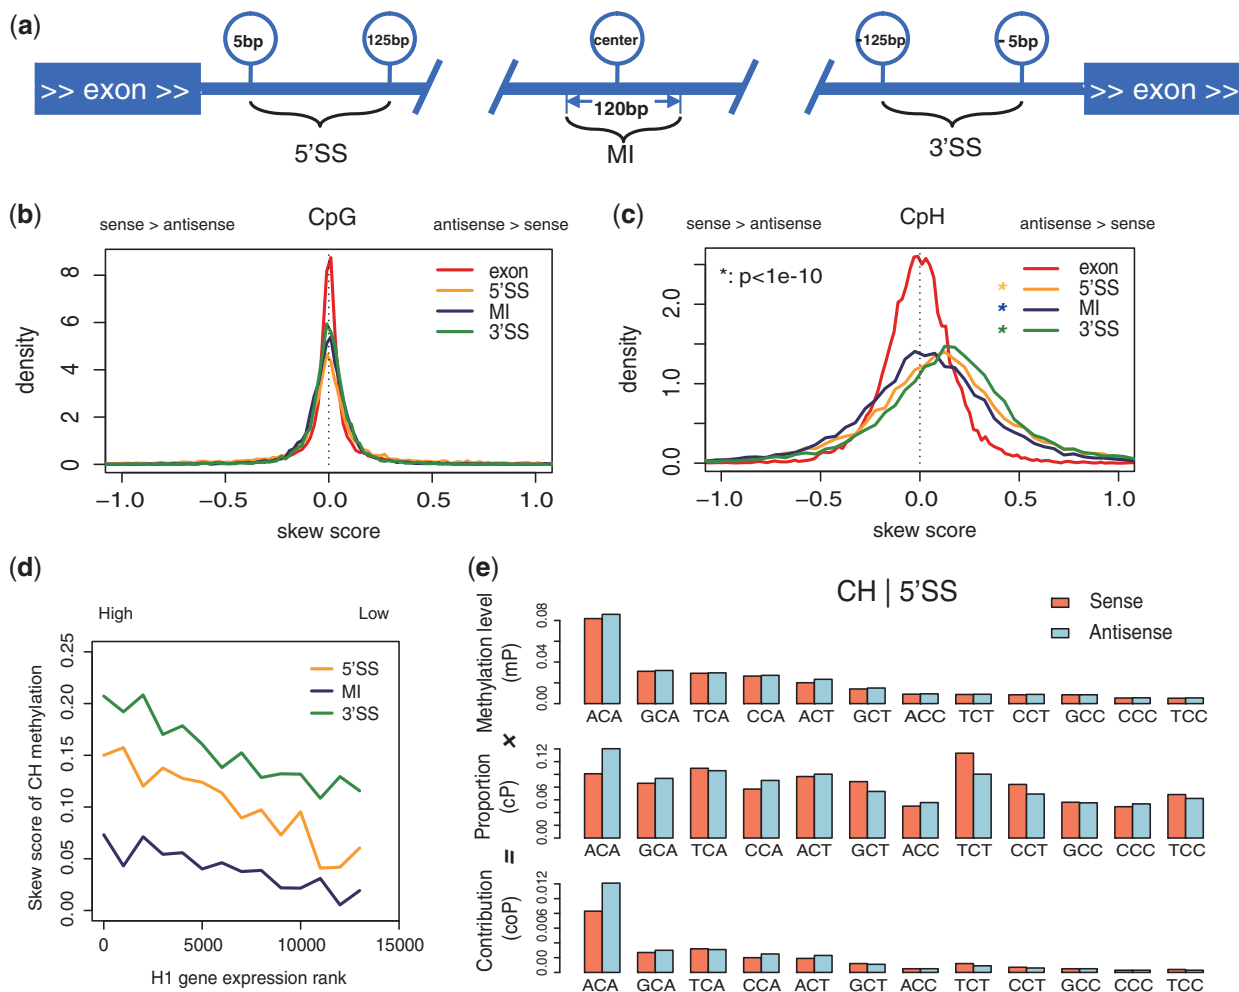 (a)
5bp
125bp
center
-125bp
- 5bp
>> exon >>
120bp
>> exon >>
5'SS
MI
3'SS
(b)
sense > antisense
CpG
antisense > sense
density
0
2
4
6
8
exon
5'SS
MI
3'SS
−1.0
−0.5
0.0
0.5
1.0
skew score
(c)
sense > antisense
CpH
antisense > sense
*: p<1e-10
density
0.0
1.0
2.0
exon
* 5'SS
* MI
* 3'SS
−1.0
−0.5
0.0
0.5
1.0
skew score
(d)
High
Low
Skew score of CH methylation
0.00
0.05
0.10
0.15
0.20
0.25
5'SS
MI
3'SS
0
5000
10000
15000
H1 gene expression rank
(e)
CH | 5'SS
Sense
Antisense
Methylation level
(mP)
0.00
0.04
0.08
ACA GCA TCA CCA ACT GCT ACC TCT CCT GCC CCC TCC
×
Proportion
(cP)
0.00
0.06
0.12
ACA GCA TCA CCA ACT GCT ACC TCT CCT GCC CCC TCC
=
Contribution
(coP)
0.000
0.006
0.012
ACA GCA TCA CCA ACT GCT ACC TCT CCT GCC CCC TCC